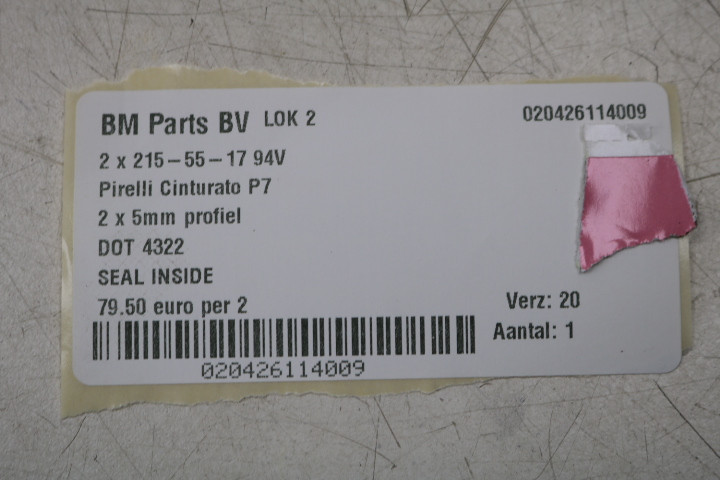 BM Parts BV LOK 2 020426114009
2 x 215-55-17 94V
Pirelli Cinturato P7
2 x 5mm profiel
DOT 4322
SEAL INSIDE
79.50 euro per 2 Verz: 20
Aantal: 1
020426114009